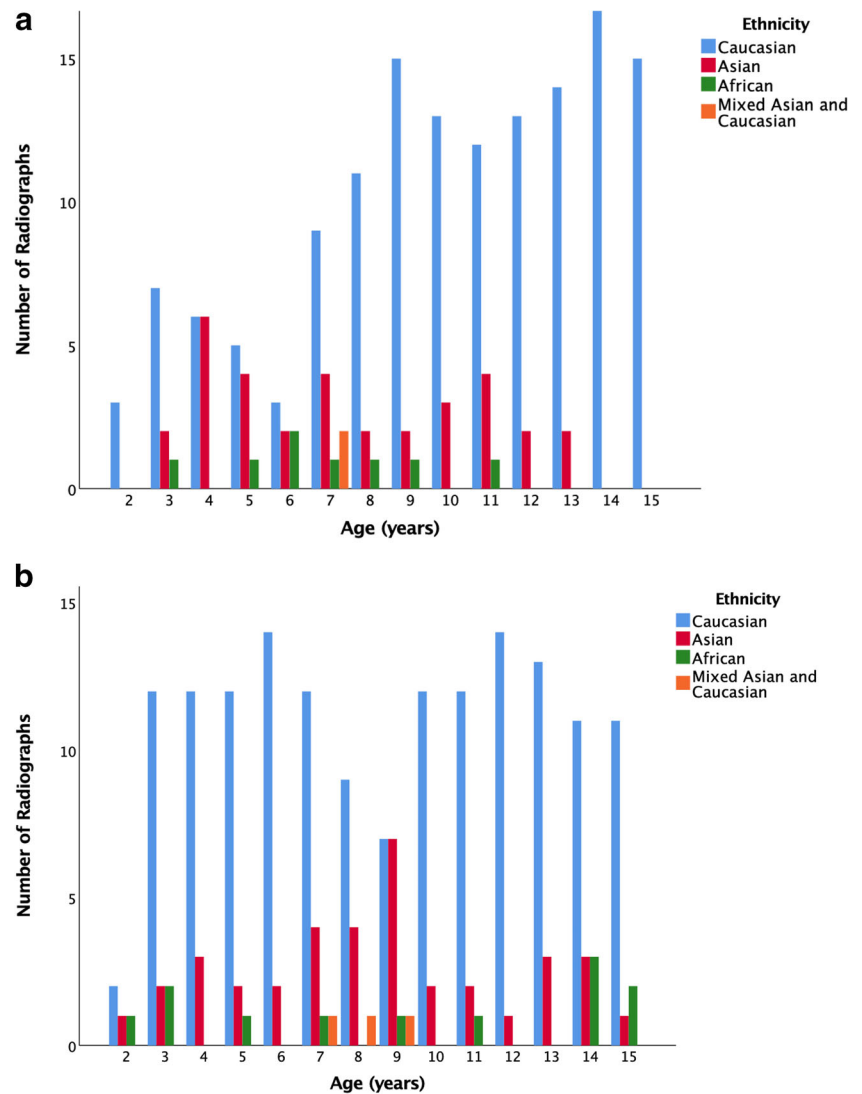 a
Ethnicity
Caucasian
Asian
African
Mixed Asian and
Caucasian
Number of Radiographs
15
10
5
0
2 3 4 5 6 7 8 9 10 11 12 13 14 15
Age (years)
b
Ethnicity
Caucasian
Asian
African
Mixed Asian and
Caucasian
Number of Radiographs
15
10
5
0
2 3 4 5 6 7 8 9 10 11 12 13 14 15
Age (years)